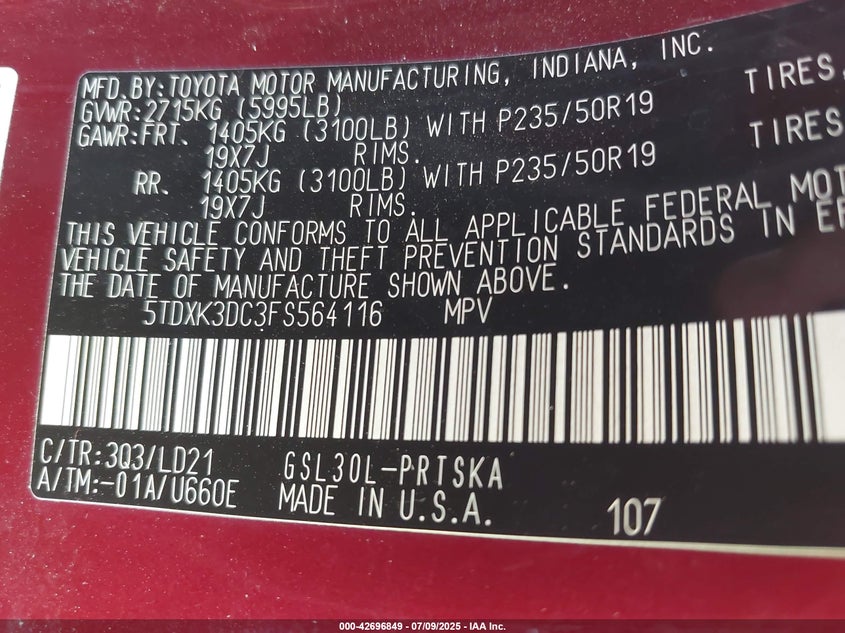 MFD. BY: TOYOTA MOTOR MANUFACTURING, INDIANA, INC.
GVWR: 2715KG (5995LB)
GAWR: FRT. 1405KG (3100LB) WITH P235/50R19 TIRES,
19X7J RIMS.
RR. 1405KG (3100LB) WITH P235/50R19 TIRES
19X7J RIMS.
THIS VEHICLE CONFORMS TO ALL APPLICABLE FEDERAL MOT
VEHICLE SAFETY AND THEFT PREVENTION STANDARDS IN EF
THE DATE OF MANUFACTURE SHOWN ABOVE.
5TDXK3DC3FS564116 MPV
C/TR: 3Q3/LD21 GSL30L-PRTSKA
A/TM: -01A/U660E MADE IN U.S.A. 107
000-42696849 / 07/09/2025 - IAA Inc.